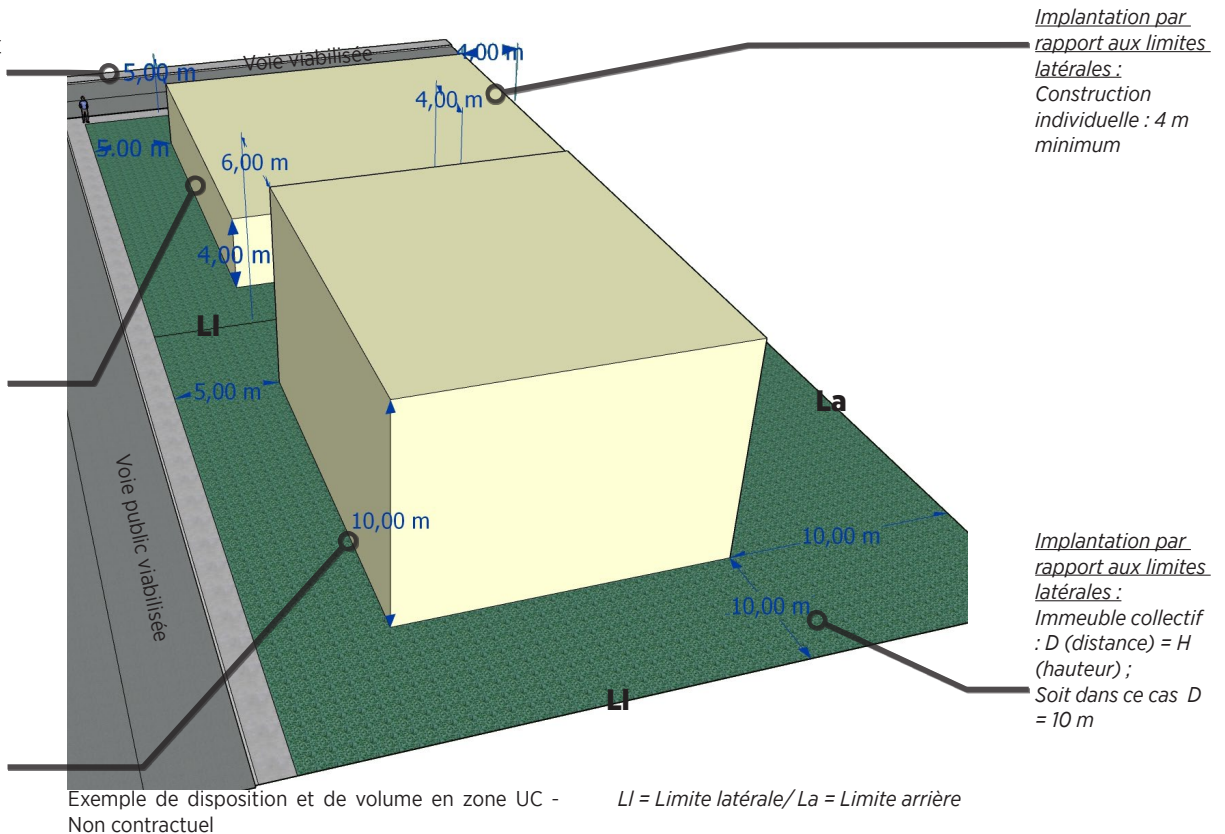 Implantation par
rapport aux limites
latérales :
Construction
individuelle : 4 m
minimum
Voie viabilisée
5,00 m
4,00 m
4,00 m
5.00 m
6,00 m
4,00 m
Ll
5,00 m
La
Voie public viabilisée
10,00 m
10,00 m
10,00 m
Ll
Implantation par
rapport aux limites
latérales :
Immeuble collectif
: D (distance) = H
(hauteur) ;
Soit dans ce cas D
= 10 m
Exemple de disposition et de volume en zone UC -
Non contractuel
Ll = Limite latérale/ La = Limite arrière